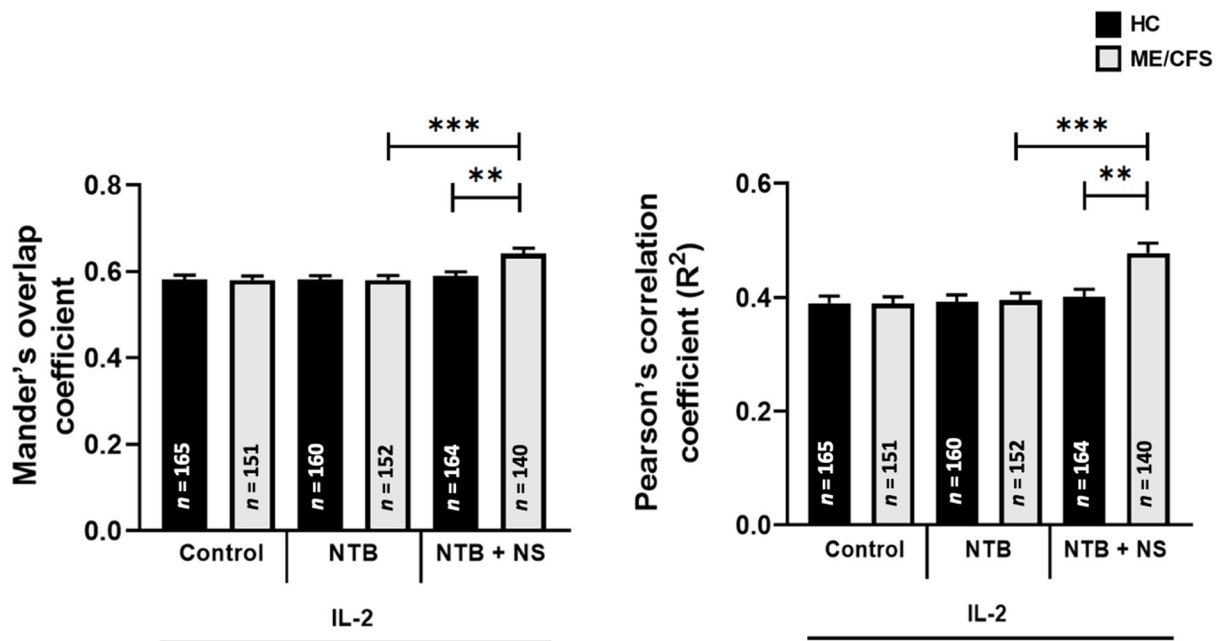 HC
ME/CFS
Mander's overlap
coefficient
0.8
0.6
0.4
0.2
0.0
***
**
n = 165
n = 151
n = 160
n = 152
n = 164
n = 140
Control
NTB
NTB + NS
IL-2
Pearson's correlation
coefficient (R²)
0.6
0.4
0.2
0.0
***
**
n = 165
n = 151
n = 160
n = 152
n = 164
n = 140
Control
NTB
NTB + NS
IL-2